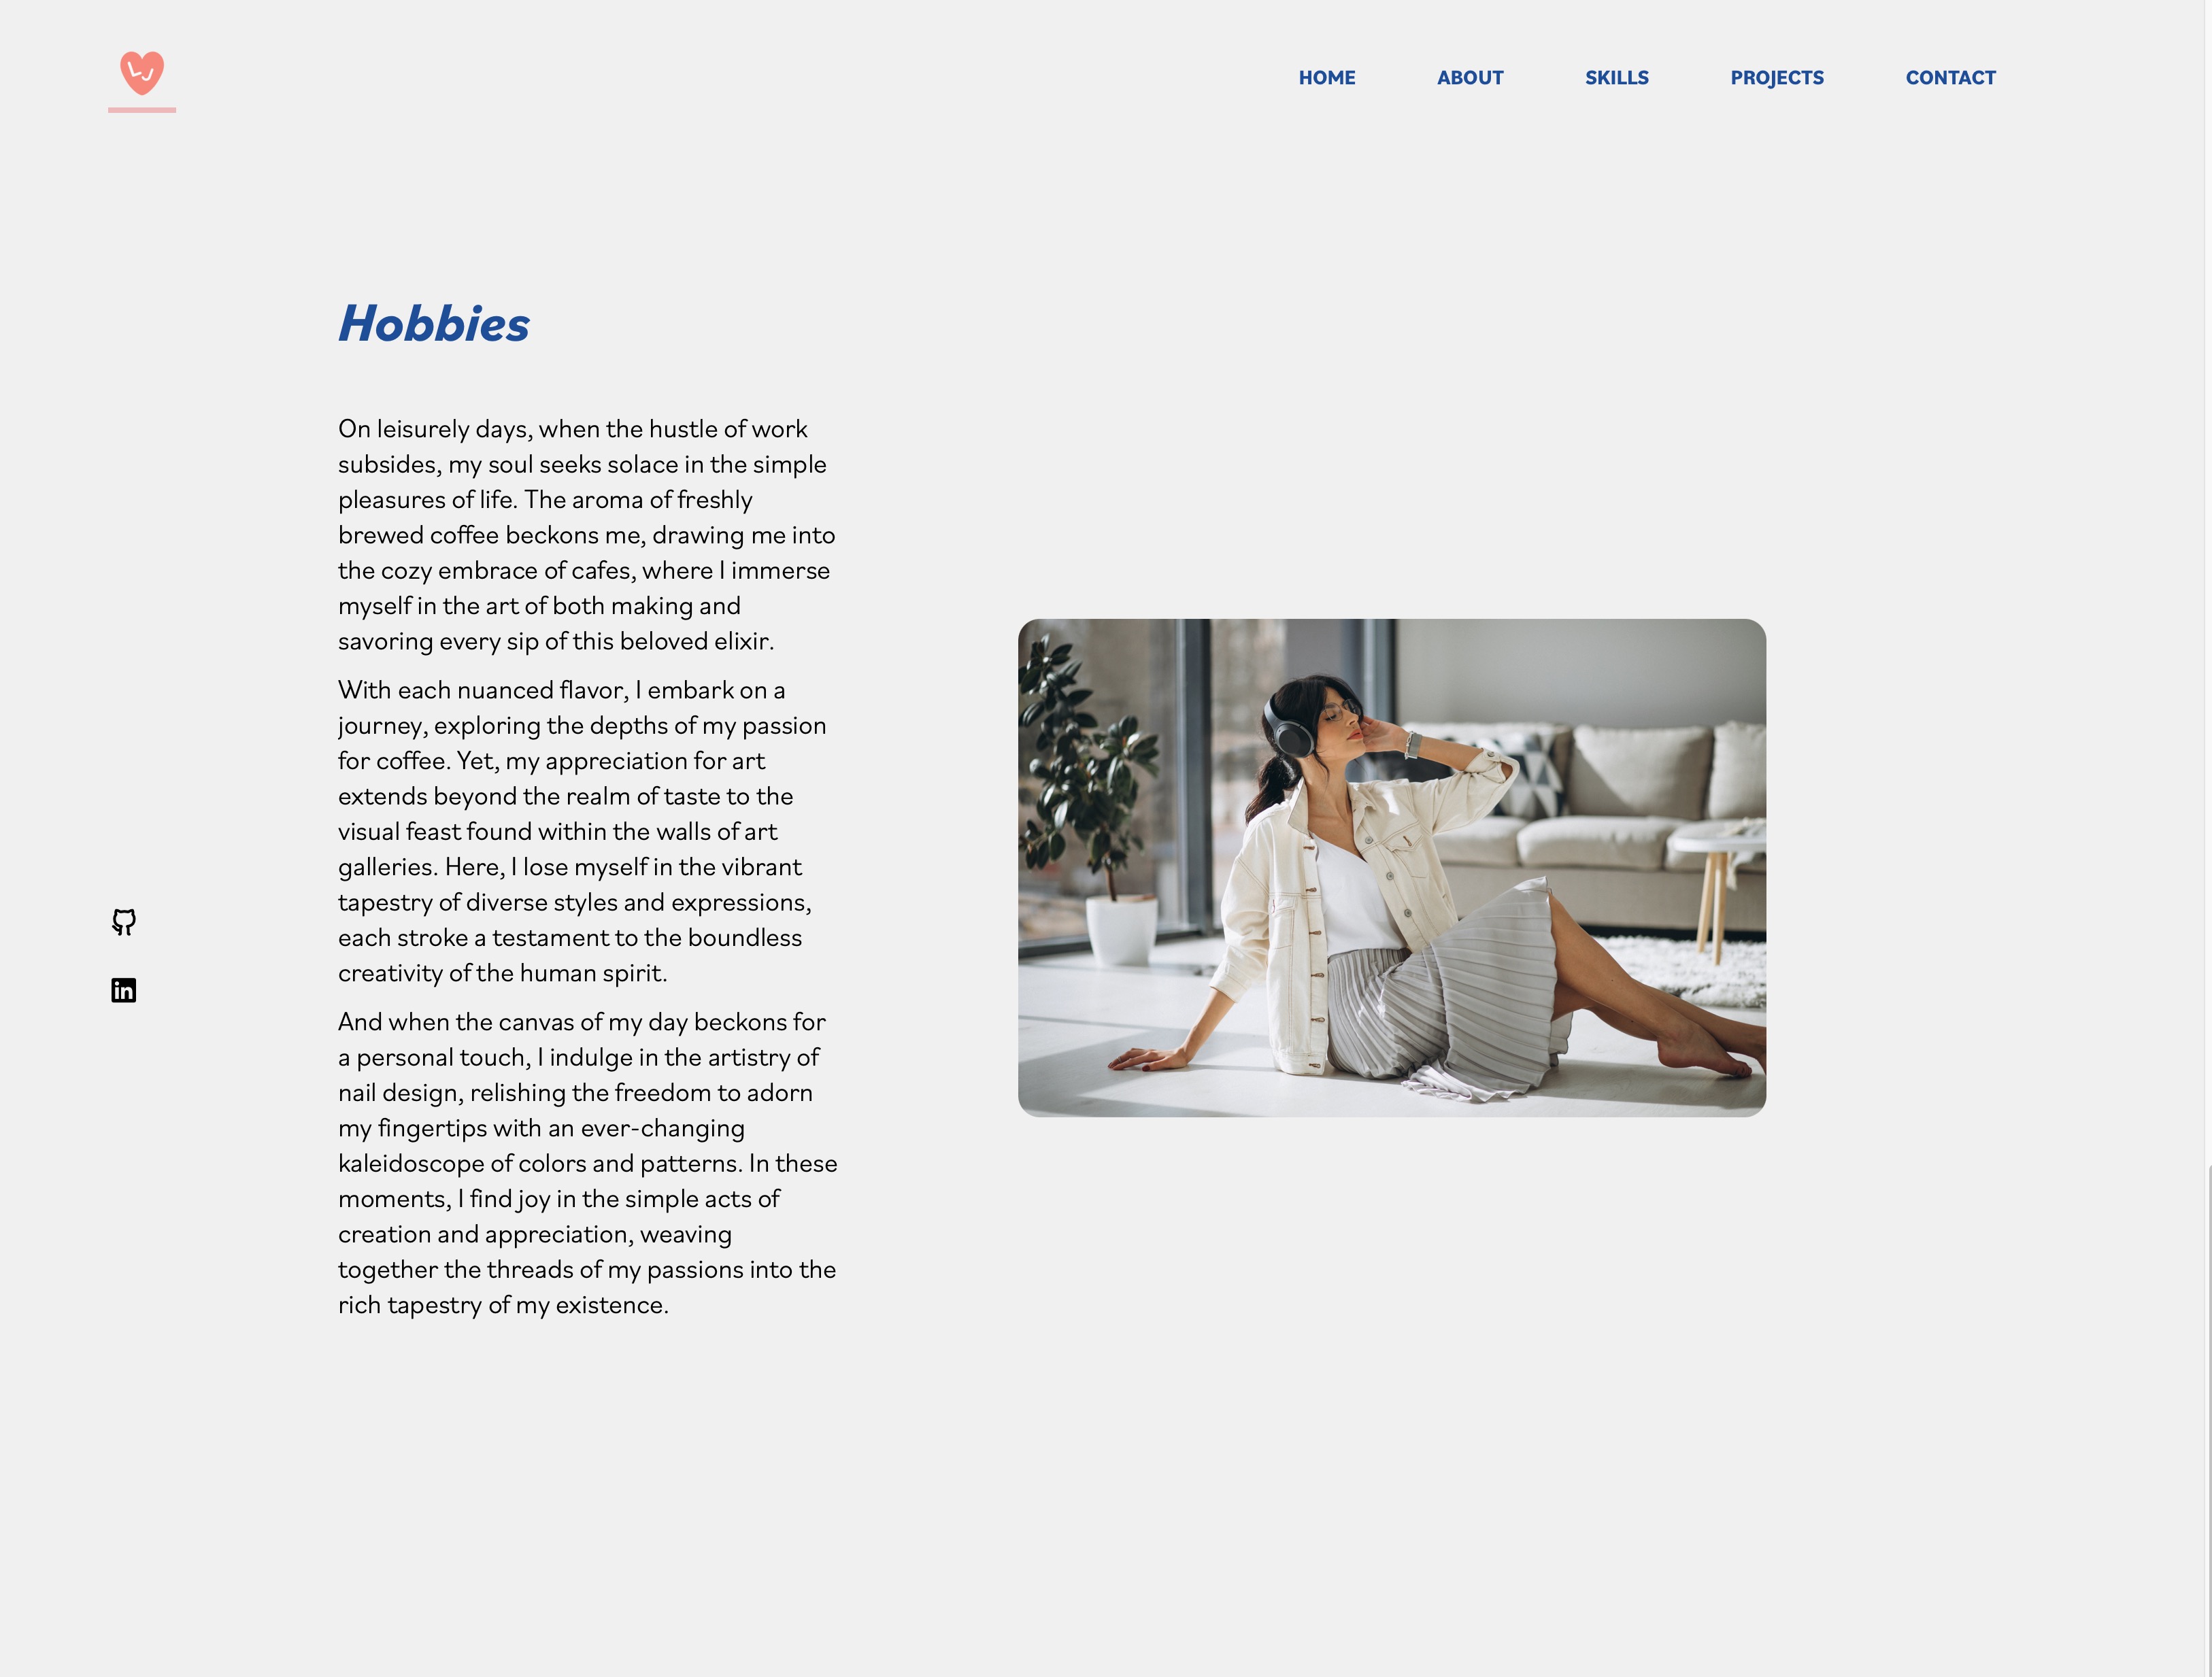 LJ
HOME
ABOUT
SKILLS
PROJECTS
CONTACT
Hobbies
On leisurely days, when the hustle of work
subsides, my soul seeks solace in the simple
pleasures of life. The aroma of freshly
brewed coffee beckons me, drawing me into
the cozy embrace of cafes, where I immerse
myself in the art of both making and
savoring every sip of this beloved elixir.
With each nuanced flavor, I embark on a
journey, exploring the depths of my passion
for coffee. Yet, my appreciation for art
extends beyond the realm of taste to the
visual feast found within the walls of art
galleries. Here, I lose myself in the vibrant
tapestry of diverse styles and expressions,
each stroke a testament to the boundless
creativity of the human spirit.
And when the canvas of my day beckons for
a personal touch, I indulge in the artistry of
nail design, relishing the freedom to adorn
my fingertips with an ever-changing
kaleidoscope of colors and patterns. In these
moments, I find joy in the simple acts of
creation and appreciation, weaving
together the threads of my passions into the
rich tapestry of my existence.
in